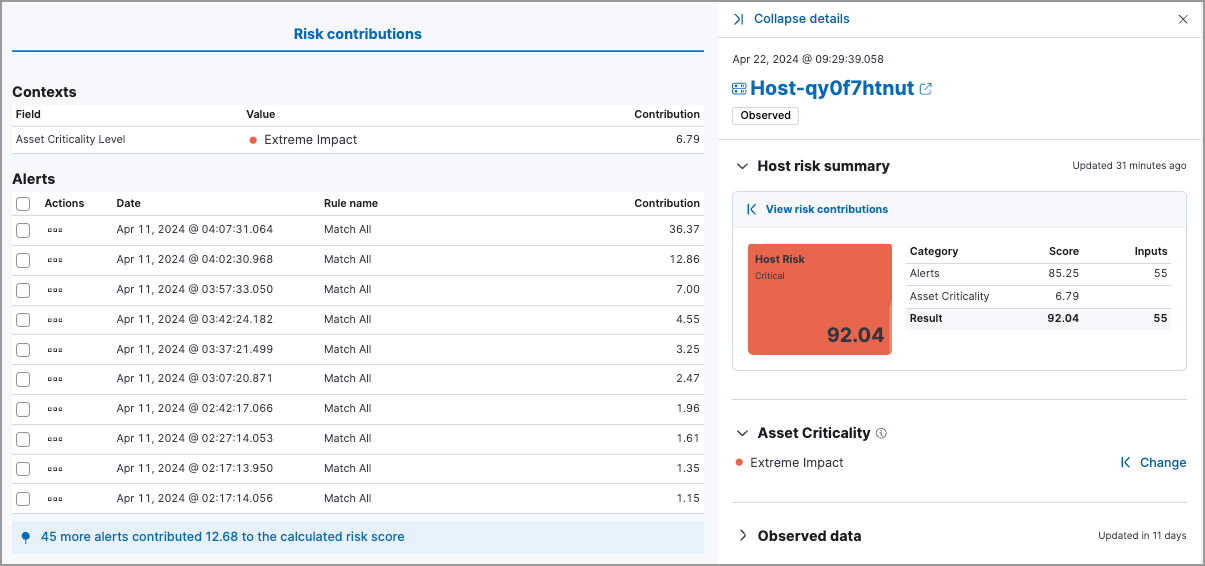 Risk contributions
Contexts
Field Value Contribution
Asset Criticality Level Extreme Impact 6.79
Alerts
Actions Date Rule name Contribution
Apr 11, 2024 @ 04:07:31.064 Match All 36.37
Apr 11, 2024 @ 04:02:30.968 Match All 12.86
Apr 11, 2024 @ 03:57:33.050 Match All 7.00
Apr 11, 2024 @ 03:42:24.182 Match All 4.55
Apr 11, 2024 @ 03:37:21.499 Match All 3.25
Apr 11, 2024 @ 03:07:20.871 Match All 2.47
Apr 11, 2024 @ 02:42:17.066 Match All 1.96
Apr 11, 2024 @ 02:27:14.053 Match All 1.61
Apr 11, 2024 @ 02:17:13.950 Match All 1.35
Apr 11, 2024 @ 02:17:14.056 Match All 1.15
45 more alerts contributed 12.68 to the calculated risk score
Collapse details
Apr 22, 2024 @ 09:29:39.058
Host-qy0f7htnut
Observed
Host risk summary Updated 31 minutes ago
View risk contributions
Host Risk
Critical
92.04
Category Score Inputs
Alerts 85.25 55
Asset Criticality 6.79
Result 92.04 55
Asset Criticality
Extreme Impact Change
Observed data Updated in 11 days